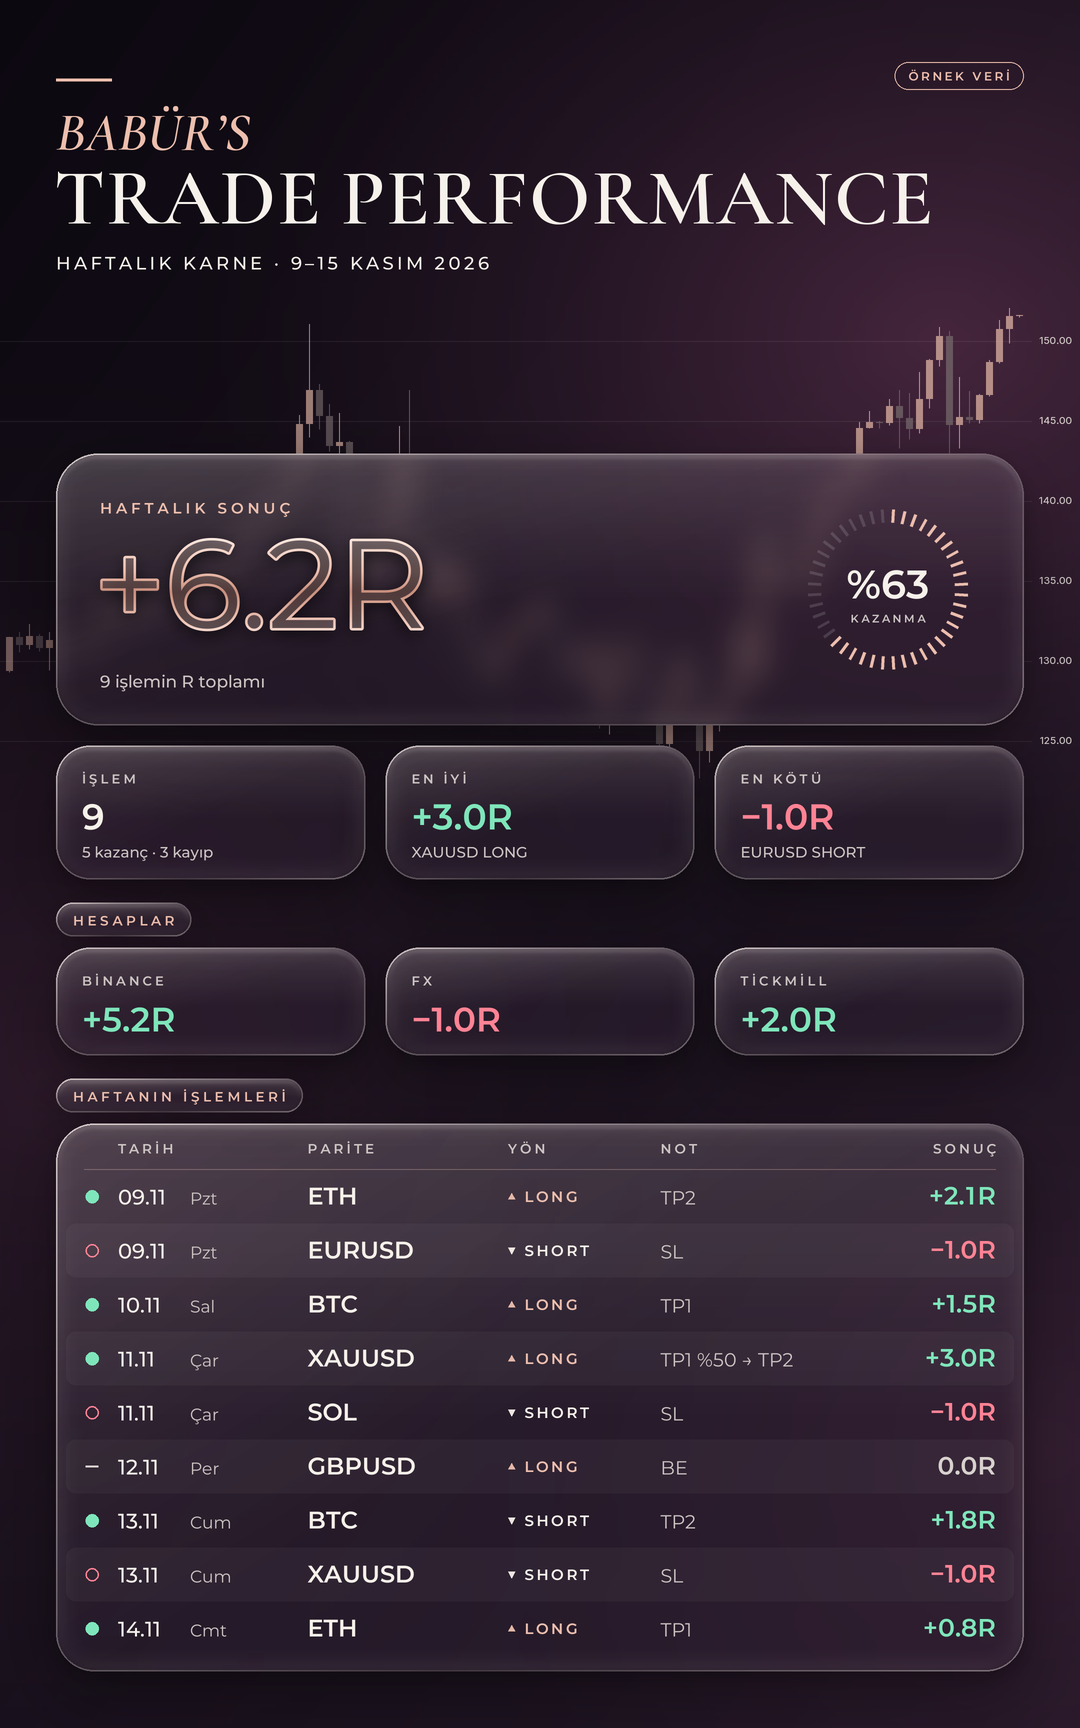 ÖRNEK VERİ
BABÜR’S
TRADE PERFORMANCE
HAFTALIK KARNE · 9–15 KASIM 2026
150.00
145.00
140.00
135.00
130.00
125.00
HAFTALIK SONUÇ
+6.2R
9 işlemin R toplamı
%63
KAZANMA
İŞLEM
9
5 kazanç · 3 kayıp
EN İYİ
+3.0R
XAUUSD LONG
EN KÖTÜ
−1.0R
EURUSD SHORT
HESAPLAR
BİNANCE
+5.2R
FX
−1.0R
TİCKMİLL
+2.0R
HAFTANIN İŞLEMLERİ
TARİH PARİTE YÖN NOT SONUÇ
09.11 Pzt ETH ▲ LONG TP2 +2.1R
09.11 Pzt EURUSD ▼ SHORT SL −1.0R
10.11 Sal BTC ▲ LONG TP1 +1.5R
11.11 Çar XAUUSD ▲ LONG TP1 %50 → TP2 +3.0R
11.11 Çar SOL ▼ SHORT SL −1.0R
12.11 Per GBPUSD ▲ LONG BE 0.0R
13.11 Cum BTC ▼ SHORT TP2 +1.8R
13.11 Cum XAUUSD ▼ SHORT SL −1.0R
14.11 Cmt ETH ▲ LONG TP1 +0.8R